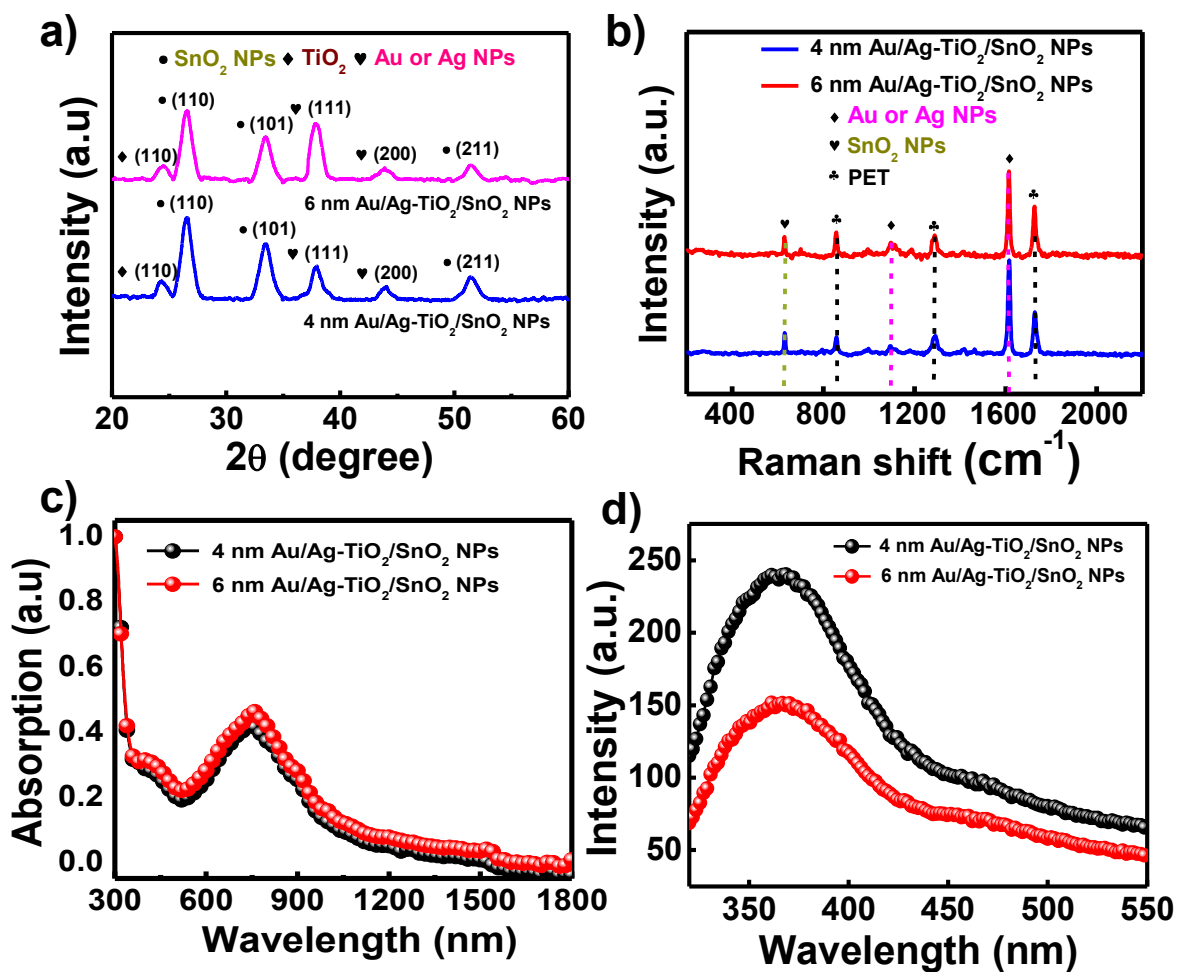 a)
• SnO₂ NPs ♦ TiO₂ ♥ Au or Ag NPs
• (110)
♦ (110)
• (101)
♥ (111)
♥ (200)
• (211)
6 nm Au/Ag-TiO₂/SnO₂ NPs
• (110)
♦ (110)
• (101)
♥ (111)
♥ (200)
• (211)
4 nm Au/Ag-TiO₂/SnO₂ NPs
Intensity (a.u)
20 30 40 50 60
2θ (degree)
b)
4 nm Au/Ag-TiO₂/SnO₂
6 nm Au/Ag-TiO₂/SnO₂
♦ Au or Ag NPs
♥ SnO₂ NPs
♣ PET
♥ ♣ ♦ ♣ ♦ ♣
Intensity (a.u.)
400 800 1200 1600 2000
Raman shift (cm⁻¹)
c)
4 nm Au/Ag-TiO₂/SnO₂ NPs
6 nm Au/Ag-TiO₂/SnO₂ NPs
Absorption (a.u)
1.0
0.8
0.6
0.4
0.2
0.0
300 600 900 1200 1500 1800
Wavelength (nm)
d)
4 nm Au/Ag-TiO₂/SnO₂ NPs
6 nm Au/Ag-TiO₂/SnO₂ NPs
Intensity (a.u.)
250
200
150
100
50
350 400 450 500 550
Wavelength (nm)